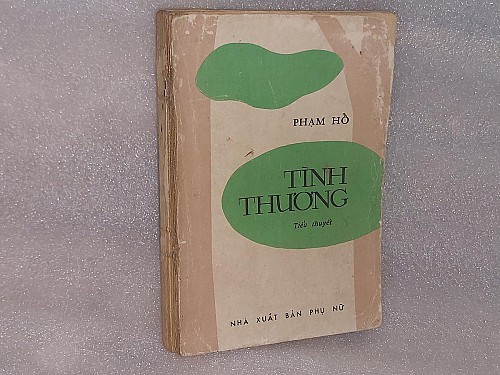 PHẠM HỔ
TÌNH
THƯƠNG
Tiểu thuyết
NHÀ XUẤT BẢN PHỤ NỮ